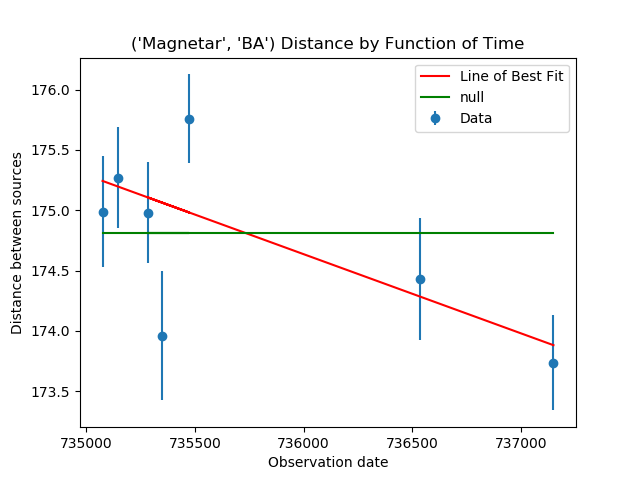 ('Magnetar', 'BA') Distance by Function of Time
Line of Best Fit
null
Data
Distance between sources
176.0
175.5
175.0
174.5
174.0
173.5
735000 735500 736000 736500 737000
Observation date